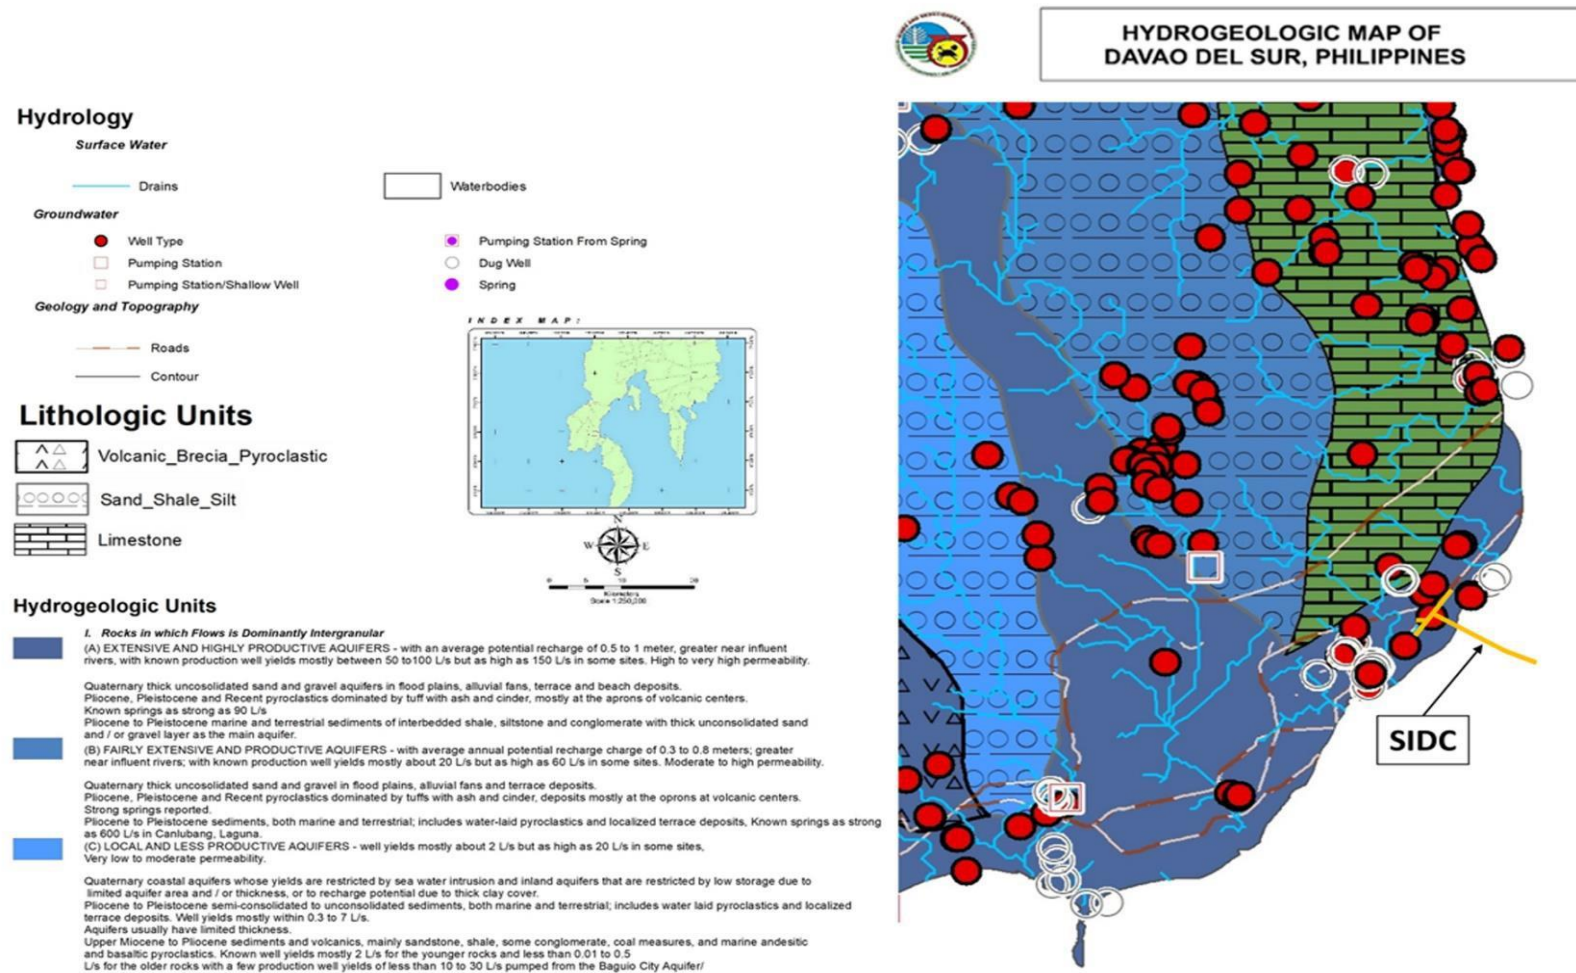 HYDROGEOLOGIC MAP OF
DAVAO DEL SUR, PHILIPPINES
Hydrology
Surface Water
Drains
Waterbodies
Groundwater
Well Type
Pumping Station From Spring
Pumping Station
Dug Well
Pumping Station/Shallow Well
Spring
Geology and Topography
INDEX MAP:
Roads
Contour
Lithologic Units
Volcanic_Brecia_Pyroclastic
Sand_Shale_Silt
Limestone
N
W E
S
0 5 10 20
Kilometers
Scale 1:250,000
Hydrogeologic Units
I. Rocks in which Flows is Dominantly Intergranular
(A) EXTENSIVE AND HIGHLY PRODUCTIVE AQUIFERS - with an average potential recharge of 0.5 to 1 meter, greater near influent
rivers, with known production well yields mostly between 50 to100 L/s but as high as 150 L/s in some sites. High to very high permeability.
Quaternary thick uncosolidated sand and gravel aquifers in flood plains, alluvial fans, terrace and beach deposits.
Pliocene, Pleistocene and Recent pyroclastics dominated by tuff with ash and cinder, mostly at the aprons of volcanic centers.
Known springs as strong as 90 L/s
Pliocene to Pleistocene marine and terrestrial sediments of interbedded shale, siltstone and conglomerate with thick unconsolidated sand
and / or gravel layer as the main aquifer.
(B) FAIRLY EXTENSIVE AND PRODUCTIVE AQUIFERS - with average annual potential recharge charge of 0.3 to 0.8 meters; greater
near influent rivers; with known production well yields mostly about 20 L/s but as high as 60 L/s in some sites. Moderate to high permeability.
Quaternary thick uncosolidated sand and gravel in flood plains, alluvial fans and terrace deposits.
Pliocene, Pleistocene and Recent pyroclastics dominated by tuffs with ash and cinder, deposits mostly at the oprons at volcanic centers.
Strong springs reported.
Pliocene to Pleistocene sediments, both marine and terrestrial; includes water-laid pyroclastics and localized terrace deposits, Known springs as strong
as 600 L/s in Canlubang, Laguna.
(C) LOCAL AND LESS PRODUCTIVE AQUIFERS - well yields mostly about 2 L/s but as high as 20 L/s in some sites,
Very low to moderate permeability.
Quaternary coastal aquifers whose yields are restricted by sea water intrusion and inland aquifers that are restricted by low storage due to
limited aquifer area and / or thickness, or to recharge potential due to thick clay cover.
Pliocene to Pleistocene semi-consolidated to unconsolidated sediments, both marine and terrestrial; includes water laid pyroclastics and localized
terrace deposits. Well yields mostly within 0.3 to 7 L/s.
Aquifers usually have limited thickness.
Upper Miocene to Pliocene sediments and volcanics, mainly sandstone, shale, some conglomerate, coal measures, and marine andesitic
and basaltic pyroclastics. Known well yields mostly 2 L/s for the younger rocks and less than 0.01 to 0.5
L/s for the older rocks with a few production well yields of less than 10 to 30 L/s pumped from the Baguio City Aquifer/
SIDC